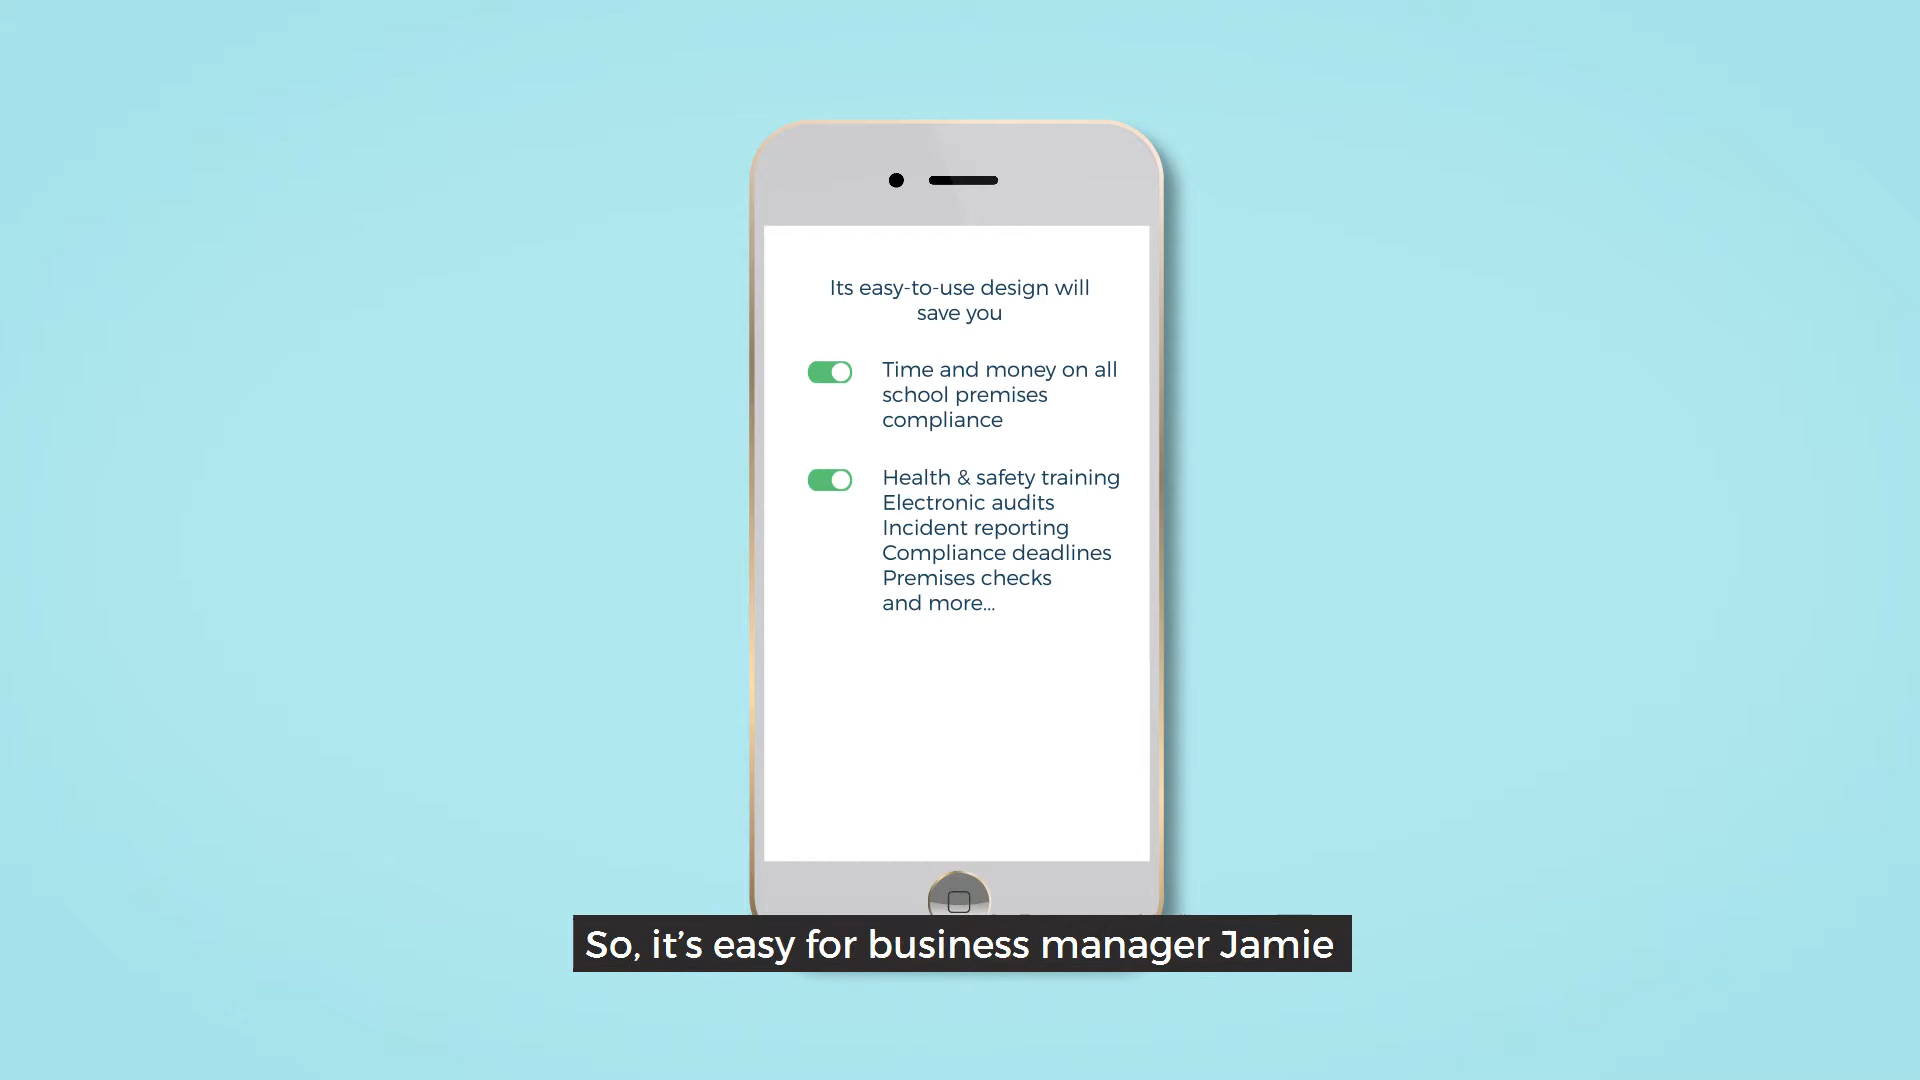 Its easy-to-use design will
save you
Time and money on all
school premises
compliance
Health & safety training
Electronic audits
Incident reporting
Compliance deadlines
Premises checks
and more...
So, it’s easy for business manager Jamie